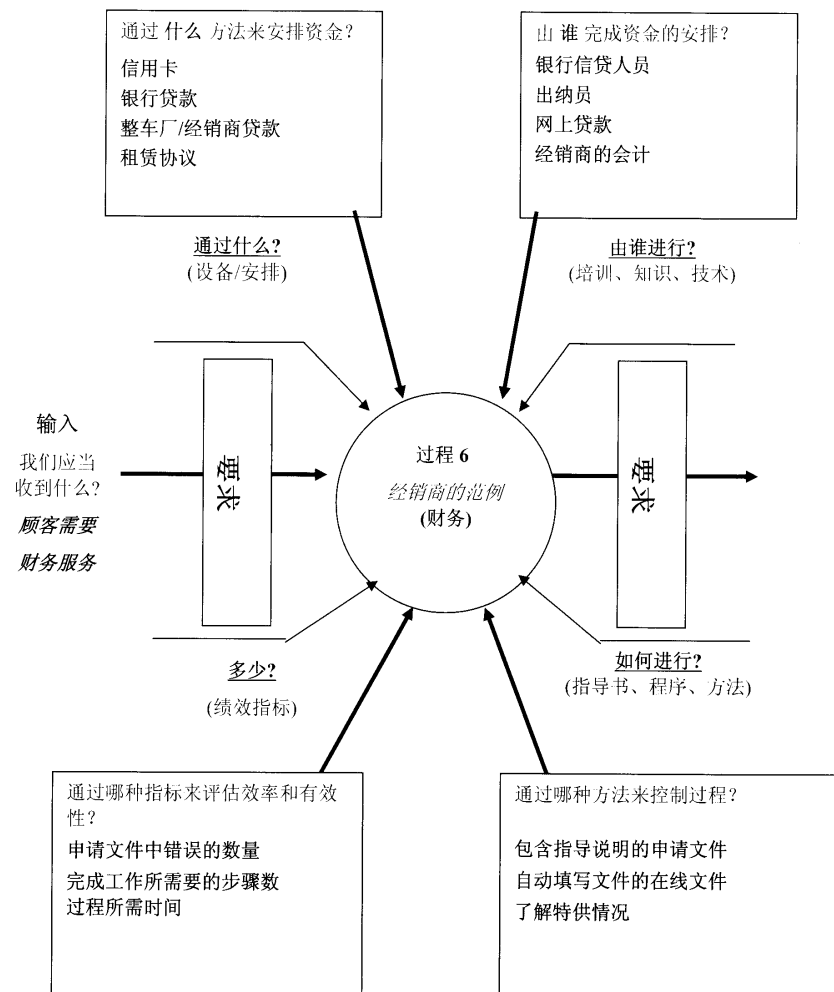 通过 什么 方法来安排资金？
信用卡
银行贷款
整车厂/经销商贷款
租赁协议
由 谁 完成资金的安排？
银行信贷人员
出纳员
网上贷款
经销商的会计
通过什么?
(设备/安排)
由谁进行?
(培训、知识、技术)
输入
我们应当
收到什么?
顾客需要
财务服务
要求
过程 6
经销商的范例
(财务)
要求
多少?
(绩效指标)
如何进行?
(指导书、程序、方法)
通过哪种指标来评估效率和有效
性？
申请文件中错误的数量
完成工作所需要的步骤数
过程所需时间
通过哪种方法来控制过程？
包含指导说明的申请文件
自动填写文件的在线文件
了解特供情况